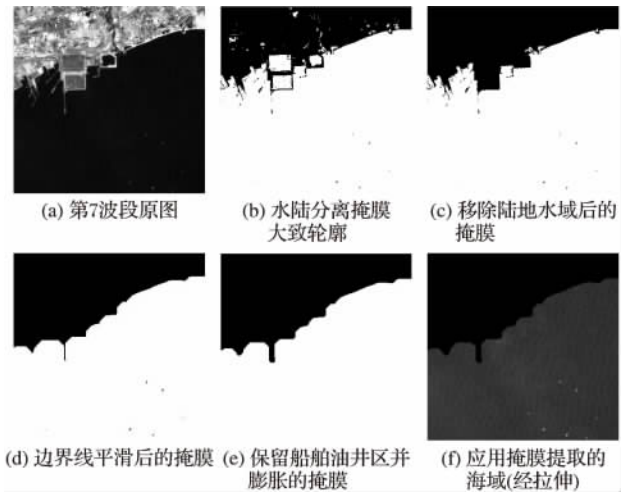 (a) 第7波段原图
(b) 水陆分离掩膜
大致轮廓
(c) 移除陆地水域后的
掩膜
(d) 边界线平滑后的掩膜
(e) 保留船舶油井区并
膨胀的掩膜
(f) 应用掩膜提取的
海域(经拉伸)